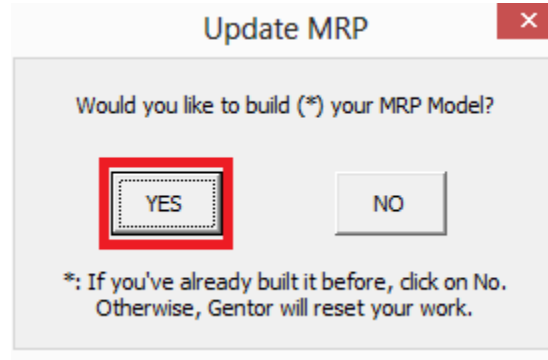 Update MRP
Would you like to build (*) your MRP Model?
YES
NO
*: If you've already built it before, click on No.
Otherwise, Gentor will reset your work.